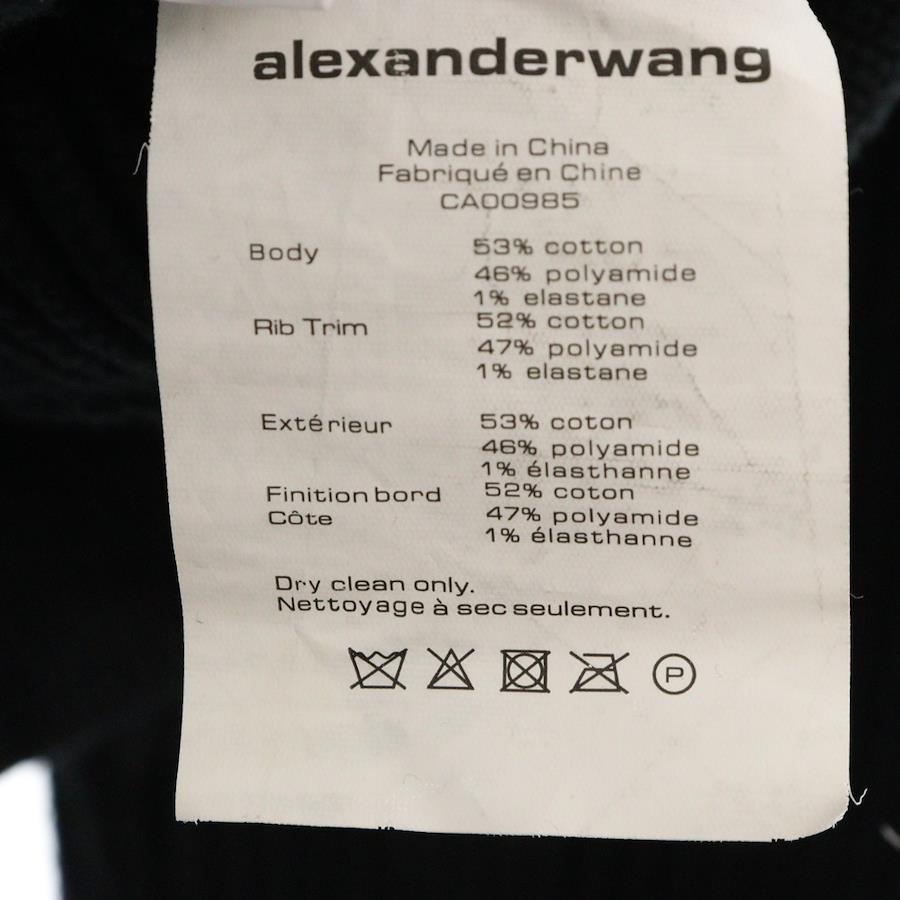 alexanderwang
Made in China
Fabriqué en Chine
CA00985
Body 53% cotton
46% polyamide
1% elastane
Rib Trim 52% cotton
47% polyamide
1% elastane
Extérieur 53% coton
46% polyamide
1% élasthanne
Finition bord 52% coton
Côte 47% polyamide
1% élasthanne
Dry clean only.
Nettoyage à sec seulement.
P